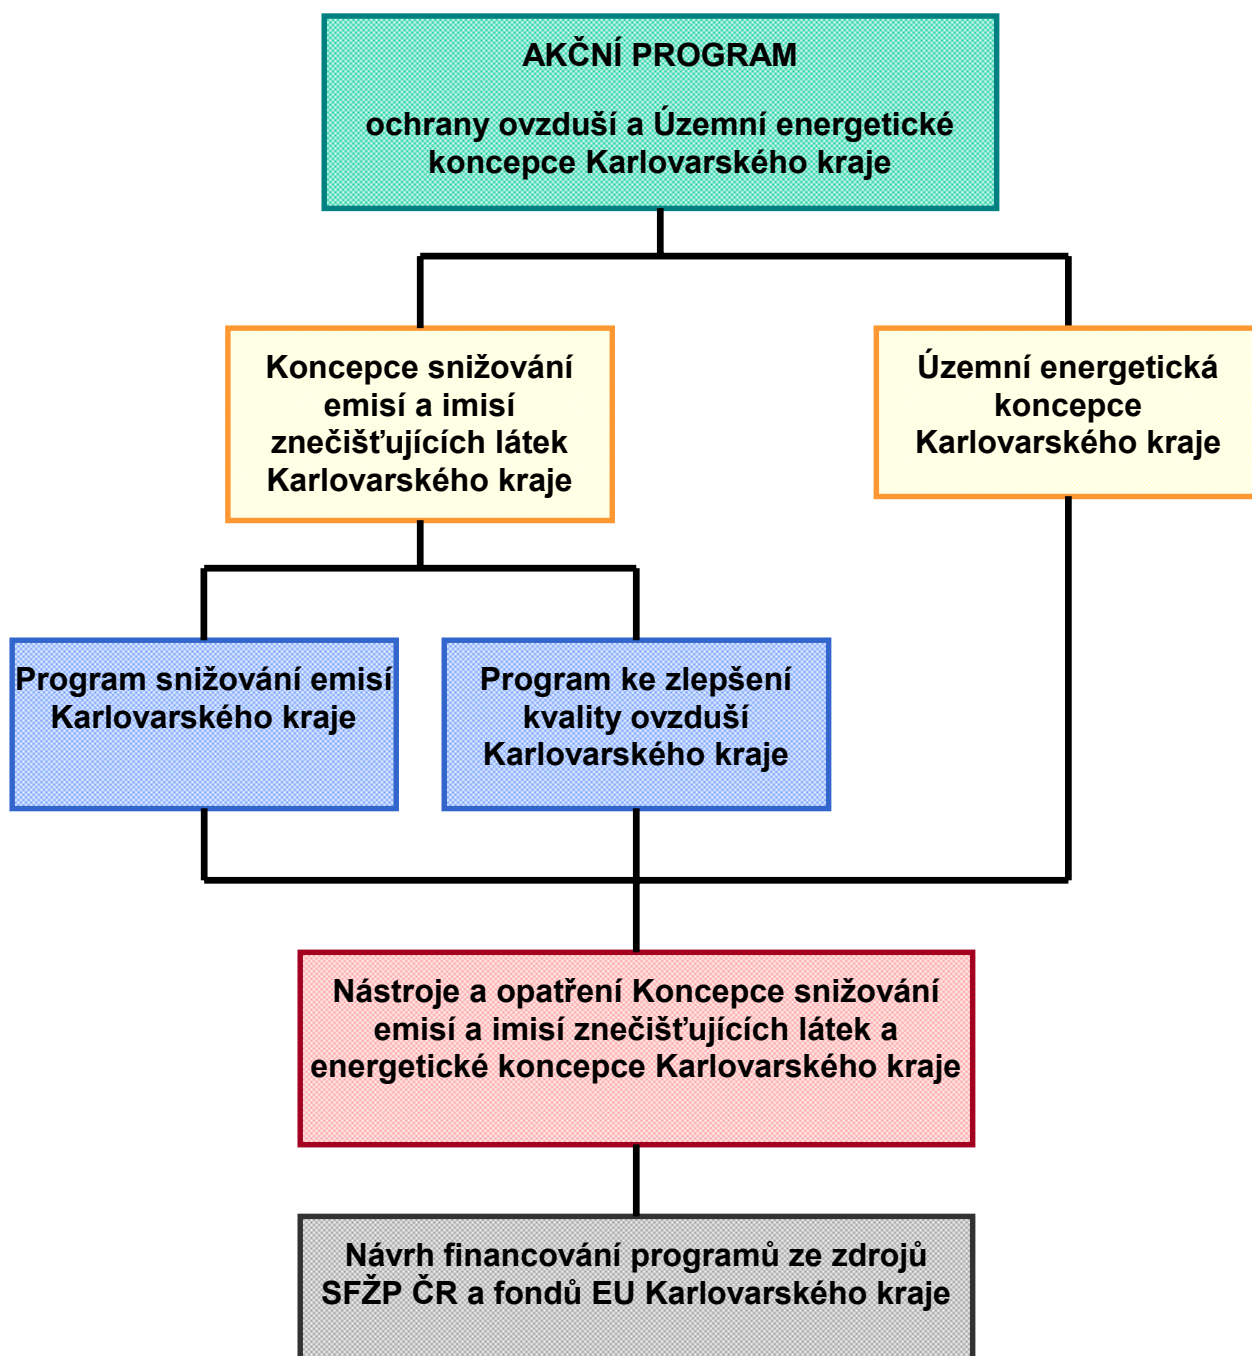 AKČNÍ PROGRAM
ochrany ovzduší a Územní energetické
koncepce Karlovarského kraje
Koncepce snižování
emisí a imisí
znečišťujících látek
Karlovarského kraje
Územní energetická
koncepce
Karlovarského kraje
Program snižování emisí
Karlovarského kraje
Program ke zlepšení
kvality ovzduší
Karlovarského kraje
Nástroje a opatření Koncepce snižování
emisí a imisí znečišťujících látek a
energetické koncepce Karlovarského kraje
Návrh financování programů ze zdrojů
SFŽP ČR a fondů EU Karlovarského kraje